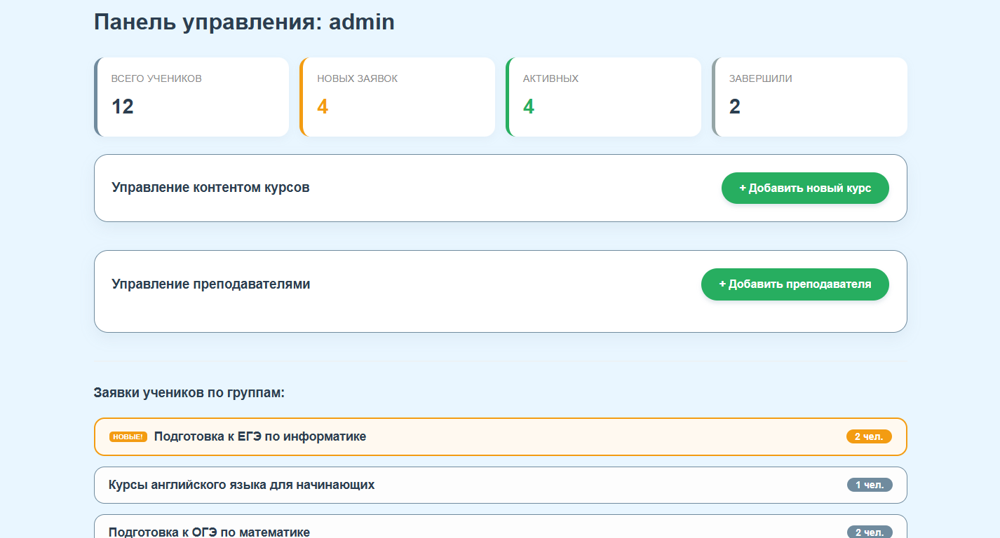 Панель управления: admin
ВСЕГО УЧЕНИКОВ
12
НОВЫХ ЗАЯВОК
4
АКТИВНЫХ
4
ЗАВЕРШИЛИ
2
Управление контентом курсов
+ Добавить новый курс
Управление преподавателями
+ Добавить преподавателя
Заявки учеников по группам:
НОВЫЕ! Подготовка к ЕГЭ по информатике 2 чел.
Курсы английского языка для начинающих 1 чел.
Подготовка к ОГЭ по математике 2 чел.